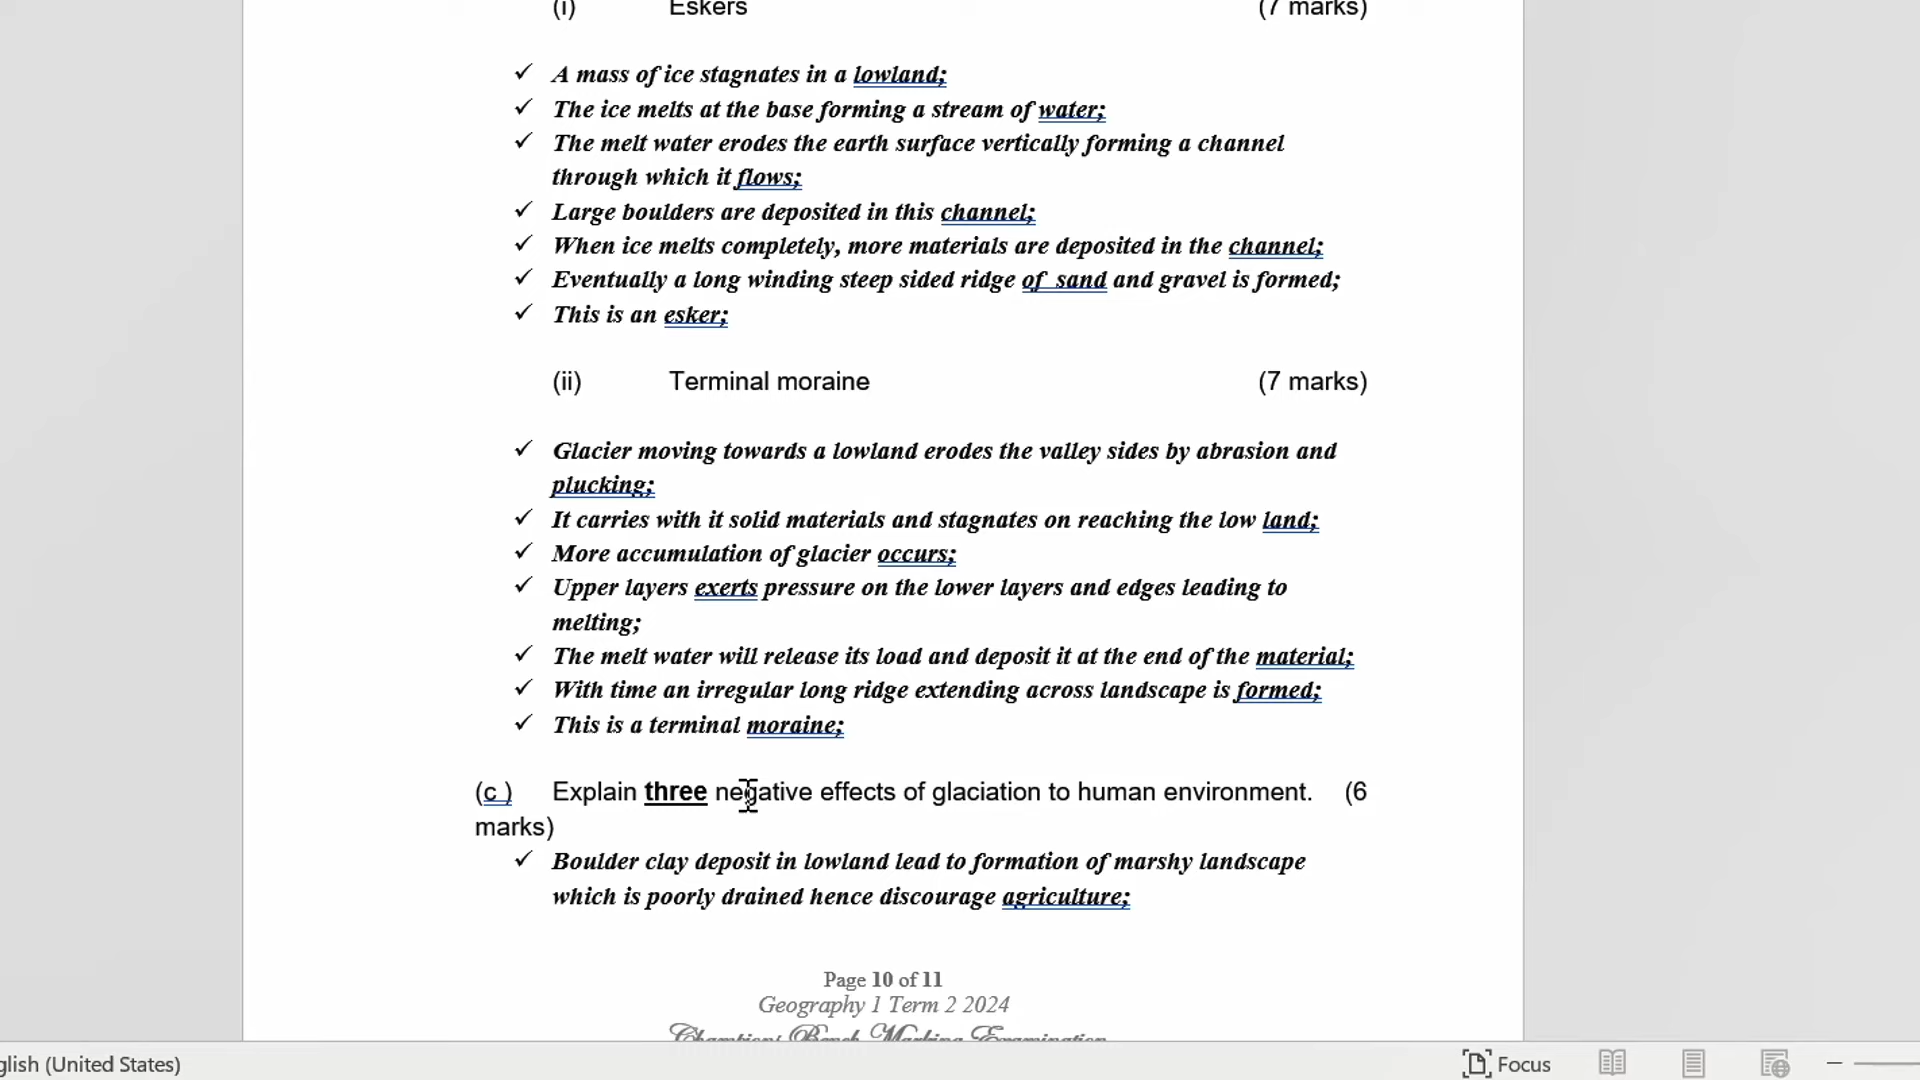 (i) Eskers (7 marks)
✓ A mass of ice stagnates in a lowland;
✓ The ice melts at the base forming a stream of water;
✓ The melt water erodes the earth surface vertically forming a channel
through which it flows;
✓ Large boulders are deposited in this channel;
✓ When ice melts completely, more materials are deposited in the channel;
✓ Eventually a long winding steep sided ridge of sand and gravel is formed;
✓ This is an esker;
(ii) Terminal moraine (7 marks)
✓ Glacier moving towards a lowland erodes the valley sides by abrasion and
plucking;
✓ It carries with it solid materials and stagnates on reaching the low land;
✓ More accumulation of glacier occurs;
✓ Upper layers exerts pressure on the lower layers and edges leading to
melting;
✓ The melt water will release its load and deposit it at the end of the material;
✓ With time an irregular long ridge extending across landscape is formed;
✓ This is a terminal moraine;
(c ) Explain three negative effects of glaciation to human environment. (6
marks)
✓ Boulder clay deposit in lowland lead to formation of marshy landscape
which is poorly drained hence discourage agriculture;
Page 10 of 11
Geography 1 Term 2 2024
Examination
glish (United States) Focus